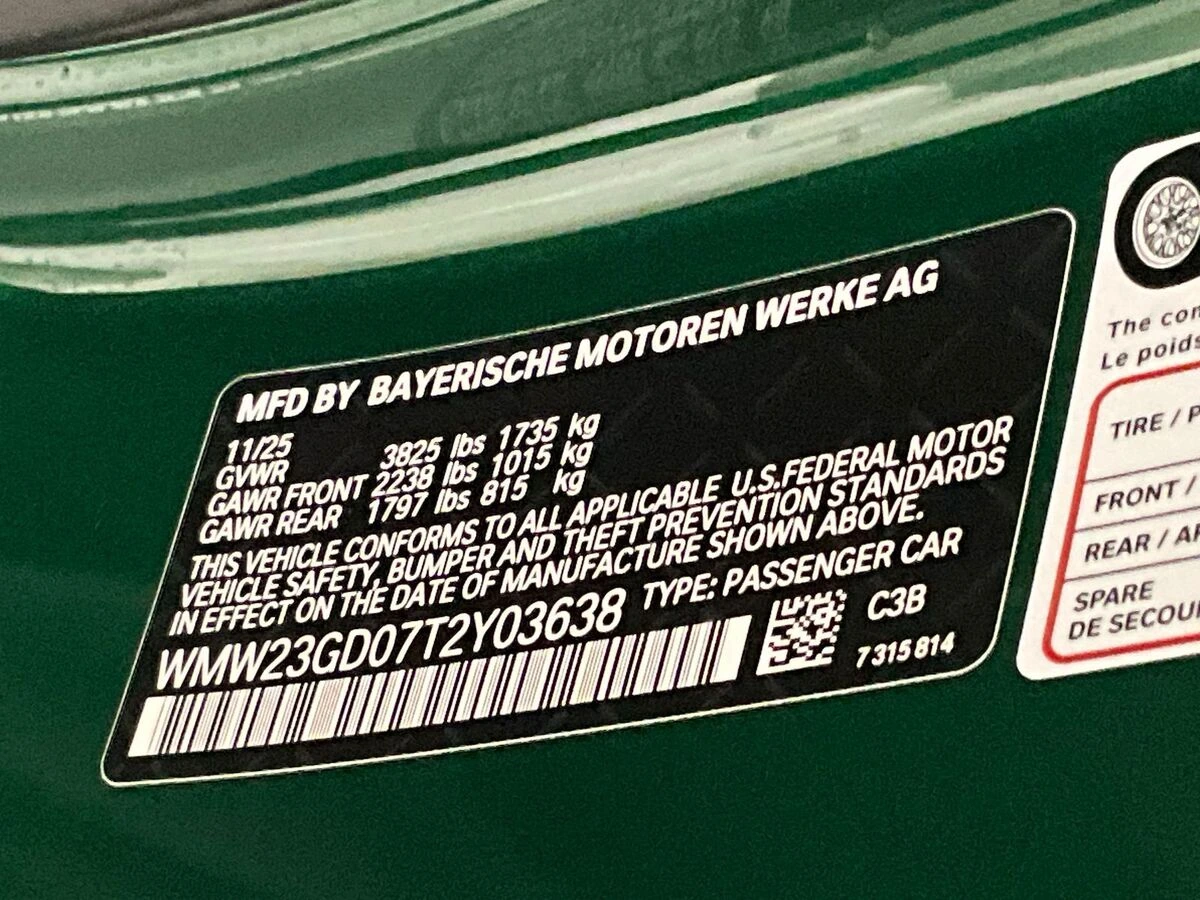 MFD BY BAYERISCHE MOTOREN WERKE AG
11/25
GVWR 3825 lbs 1735 kg
GAWR FRONT 2238 lbs 1015 kg
GAWR REAR 1797 lbs 815 kg
THIS VEHICLE CONFORMS TO ALL APPLICABLE U.S.FEDERAL MOTOR
VEHICLE SAFETY, BUMPER AND THEFT PREVENTION STANDARDS
IN EFFECT ON THE DATE OF MANUFACTURE SHOWN ABOVE.
WMW23GD07T2Y03638 TYPE: PASSENGER CAR
C3B
7 315 814
The
Le poids
TIRE /
FRONT /
REAR /
SPARE
DE